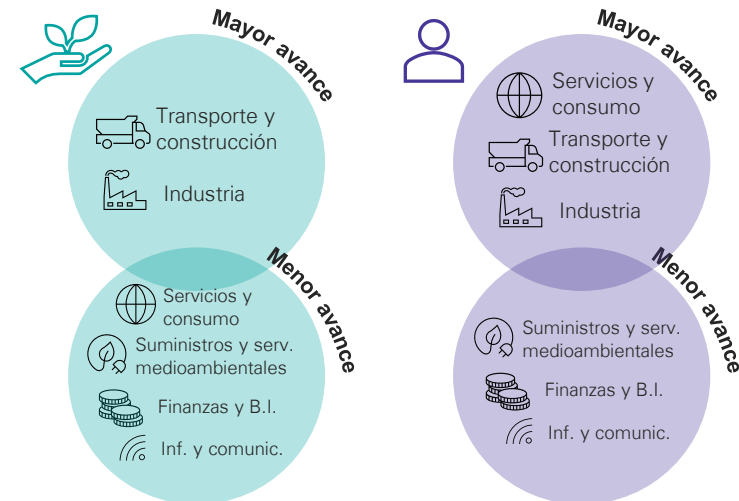 Mayor avance
Transporte y
construcción
Industria
Menor avance
Servicios y
consumo
Suministros y serv.
medioambientales
Finanzas y B.I.
Inf. y comunic.
Mayor avance
Servicios y
consumo
Transporte y
construcción
Industria
Menor avance
Suministros y serv.
medioambientales
Finanzas y B.I.
Inf. y comunic.